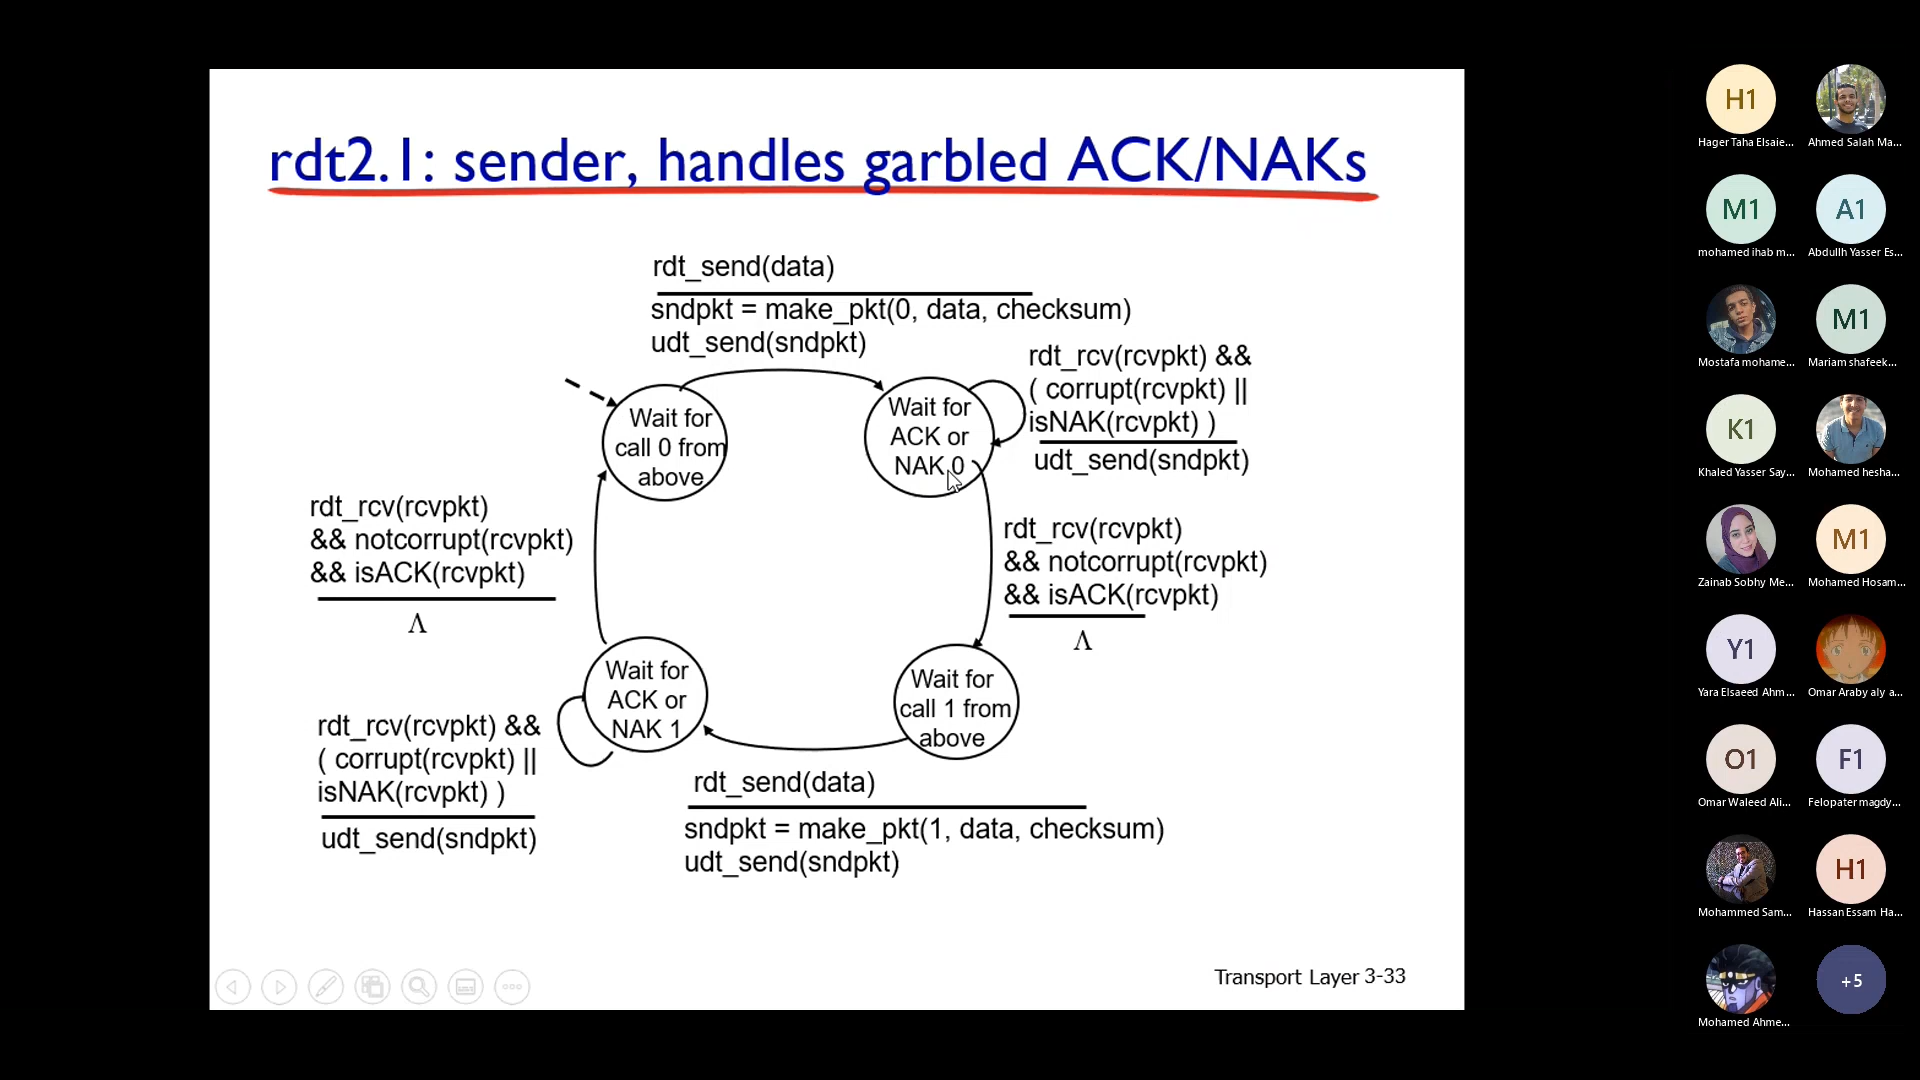 rdt2.1: sender, handles garbled ACK/NAKs
rdt_send(data)
sndpkt = make_pkt(0, data, checksum)
udt_send(sndpkt)
rdt_rcv(rcvpkt) &&
( corrupt(rcvpkt) ||
isNAK(rcvpkt) )
udt_send(sndpkt)
Wait for
call 0 from
above
Wait for
ACK or
NAK 0
rdt_rcv(rcvpkt)
&& notcorrupt(rcvpkt)
&& isACK(rcvpkt)
Λ
rdt_rcv(rcvpkt)
&& notcorrupt(rcvpkt)
&& isACK(rcvpkt)
Λ
Wait for
ACK or
NAK 1
Wait for
call 1 from
above
rdt_rcv(rcvpkt) &&
( corrupt(rcvpkt) ||
isNAK(rcvpkt) )
udt_send(sndpkt)
rdt_send(data)
sndpkt = make_pkt(1, data, checksum)
udt_send(sndpkt)
Transport Layer 3-33
H1
Hager Taha Elsaie...
Ahmed Salah Ma...
M1
mohamed ihab m...
A1
Abdullh Yasser Es...
Mostafa mohame...
M1
Mariam shafeek...
K1
Khaled Yasser Say...
Mohamed hesha...
Zainab Sobhy Me...
M1
Mohamed Hosam...
Y1
Yara Elsaeed Ahm...
Omar Araby aly a...
O1
Omar Waleed Ali...
F1
Felopater magdy...
Mohammed Sam...
H1
Hassan Essam Ha...
Mohamed Ahme...
+5